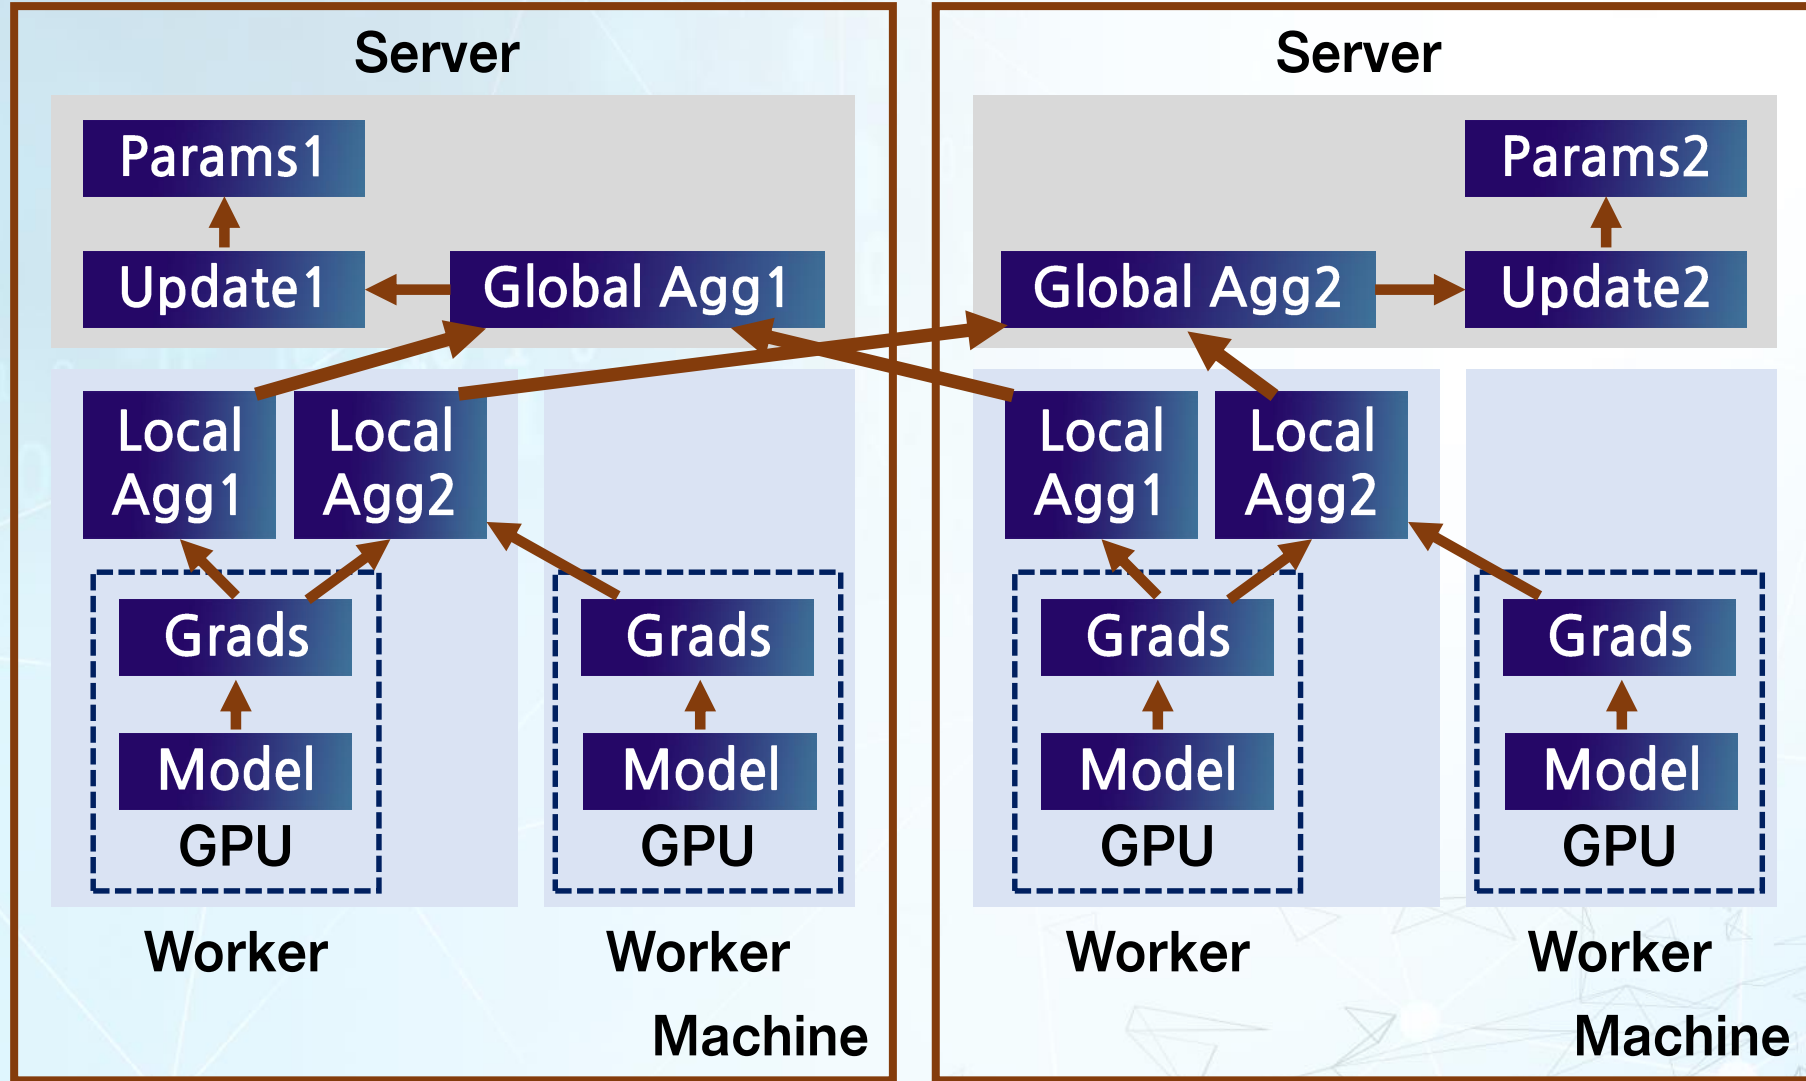 Server
Params1
Update1
Global Agg1
Local
Agg1
Local
Agg2
Grads
Model
GPU
Worker
Grads
Model
GPU
Worker
Machine
Server
Params2
Global Agg2
Update2
Local
Agg1
Local
Agg2
Grads
Model
GPU
Worker
Grads
Model
GPU
Worker
Machine